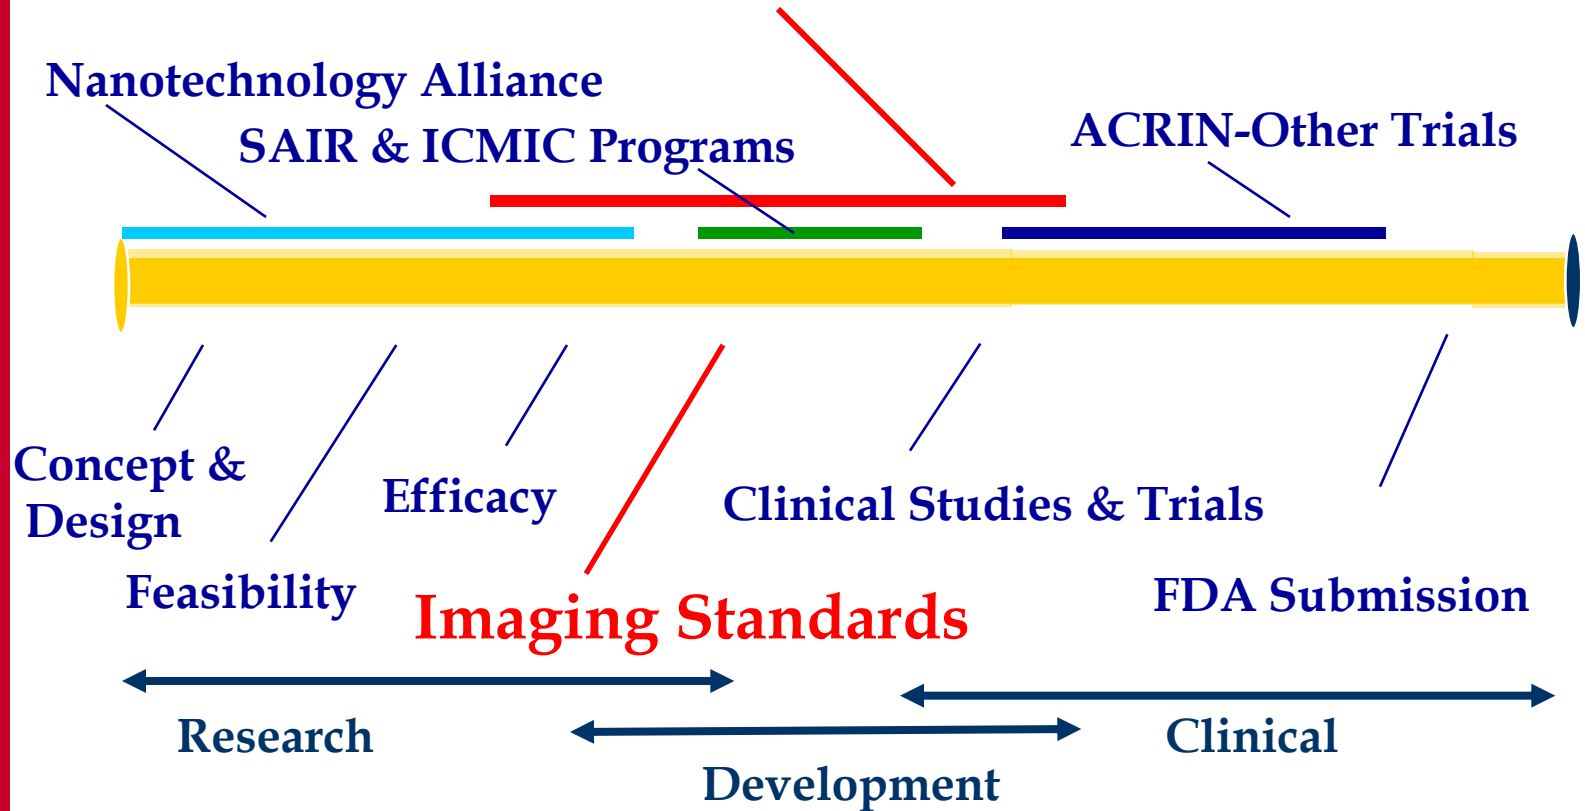 Nanotechnology Alliance
SAIR & ICMIC Programs
ACRIN-Other Trials
Concept &
Design
Feasibility
Efficacy
Imaging Standards
Clinical Studies & Trials
FDA Submission
Research
Development
Clinical